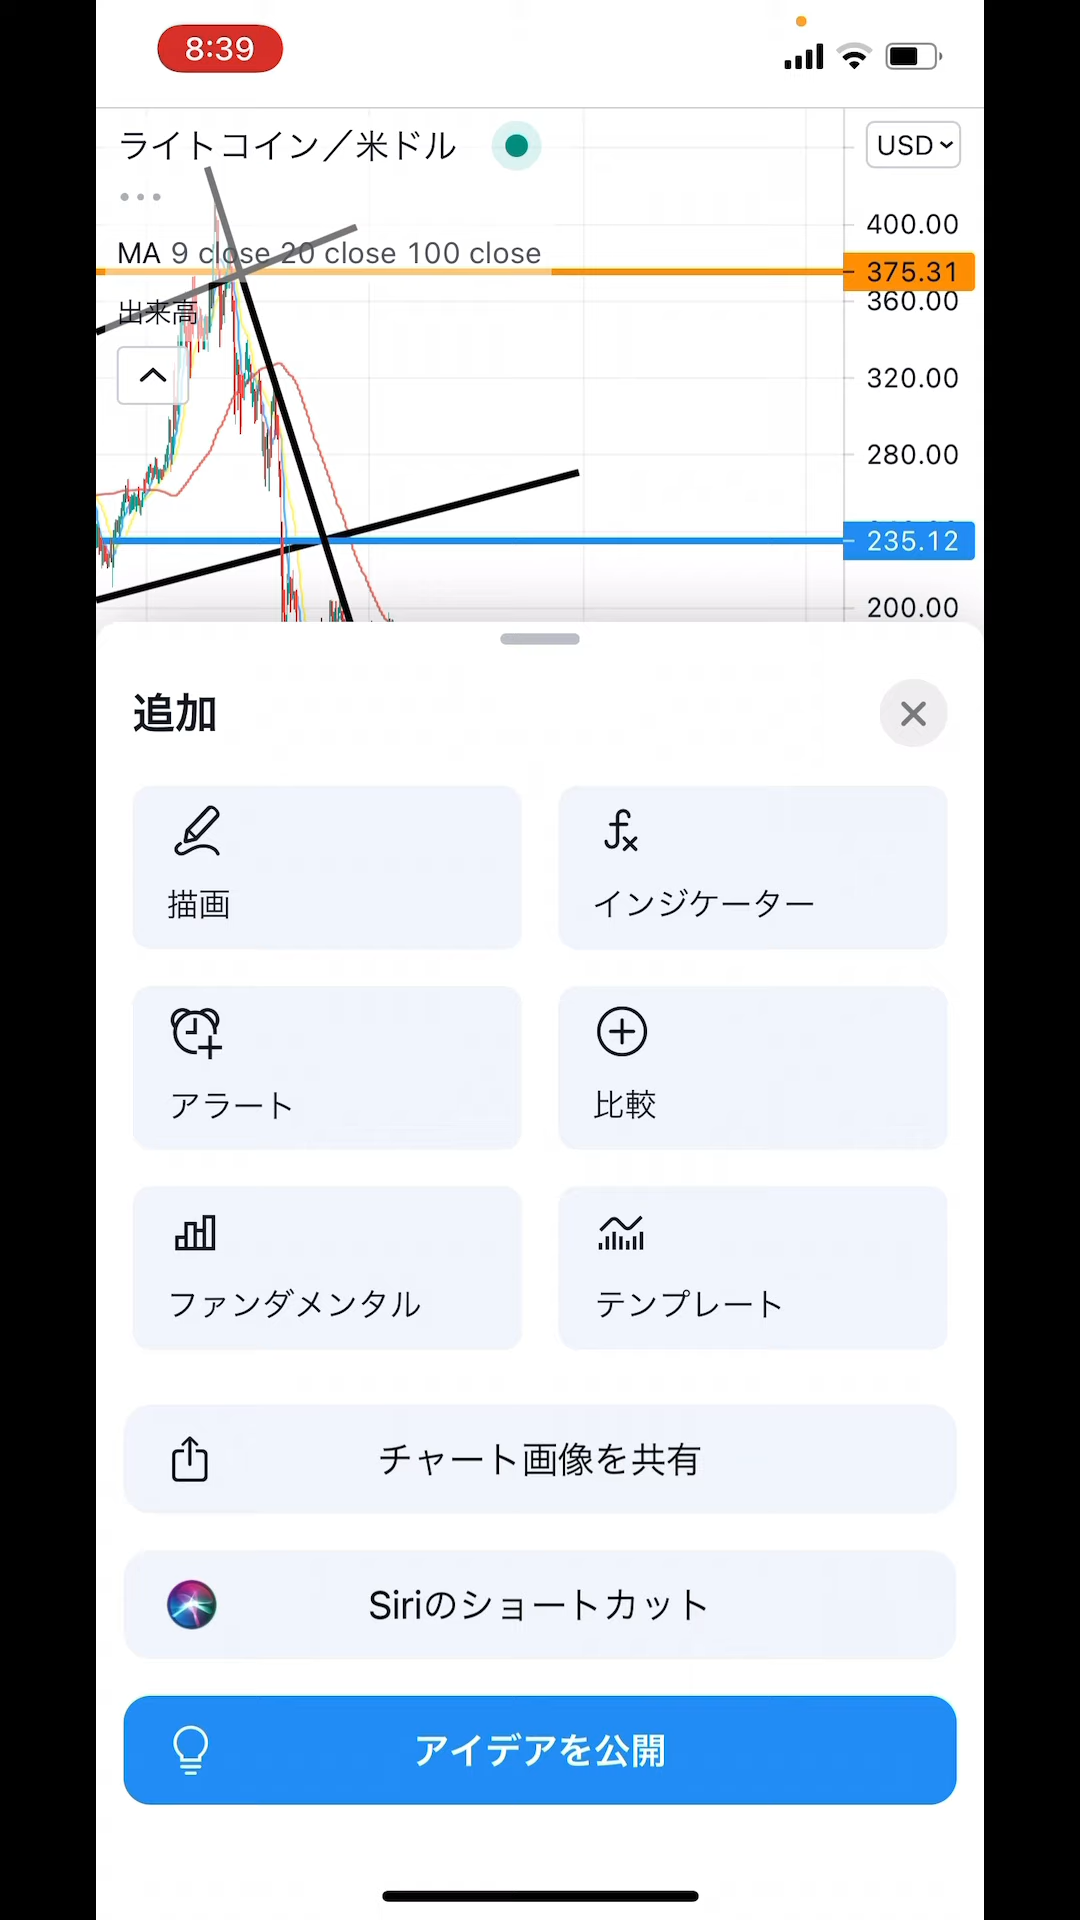 8:39
ライトコイン／米ドル
USD
400.00
MA 9 close 20 close 100 close
375.31
360.00
出来高
320.00
280.00
235.12
200.00
追加
描画
インジケーター
アラート
比較
ファンダメンタル
テンプレート
チャート画像を共有
Siriのショートカット
アイデアを公開